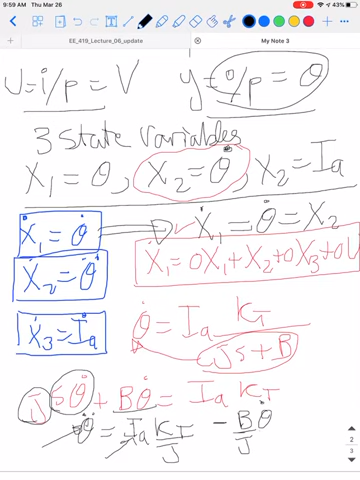 9:59 AM Thu Mar 26
43%
EE_419_Lecture_06_update
My Note 3
U = i/p = V y = o/p = θ
3 state variables
X₁ = θ, X₂ = θ̇, X₃ = Ia
Ẋ₁ = θ̇ ⇒ ✓ Ẋ₁ = θ̇ = X₂
Ẋ₂ = θ̈
Ẋ₁ = 0X₁ + X₂ + 0X₃ + 0U
Ẋ₃ = İa
θ̇ = Ia KT / (JS + B)
JSθ̇ + Bθ̇ = Ia KT
θ̈ = Ia KT/J - B/J θ̇
2
3